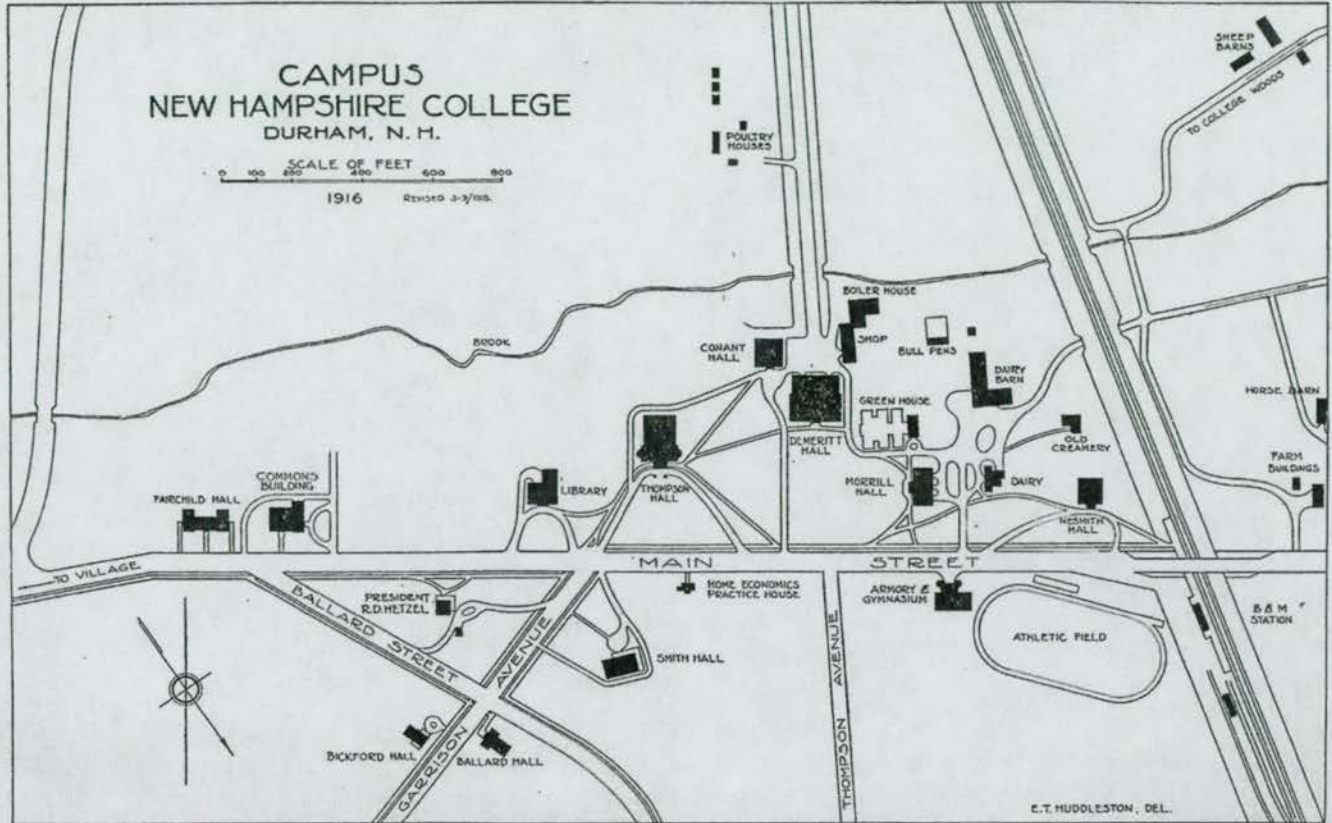 CAMPUS
NEW HAMPSHIRE COLLEGE
DURHAM, N. H.
SCALE OF FEET
0 100 200 400 600 800
1916
REVISED
SHEEP
BARNS
TO COLLEGE WOODS
POULTRY
HOUSES
BOILER HOUSE
BROOK
CONANT
HALL
SHOP
BULL PENS
DAIRY
BARN
HORSE BARN
GREEN HOUSE
DEMERITT
HALL
OLD
CREAMERY
FARM
BUILDINGS
COMMONS
BUILDING
FAIRCHILD HALL
LIBRARY
THOMPSON
HALL
MORRILL
HALL
DAIRY
NESMITH
HALL
MAIN STREET
TO VILLAGE
BALLARD STREET
PRESIDENT
R.D. HETZEL
HOME ECONOMICS
PRACTICE HOUSE
ARMORY &
GYMNASIUM
B & M
STATION
ATHLETIC FIELD
SMITH HALL
GARRISON AVENUE
THOMPSON AVENUE
BICKFORD HALL
BALLARD HALL
E.T. HUDDLESTON, DEL.